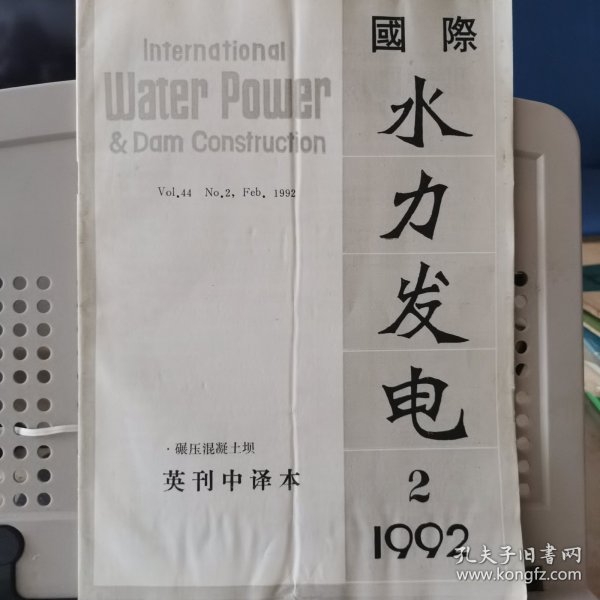 International
Water Power
& Dam Construction
Vol.44 No.2, Feb. 1992
·碾压混凝土坝
英刊中译本
國際
水
力
发
电
2
1992
孔夫子旧书网
www.kongfz.com